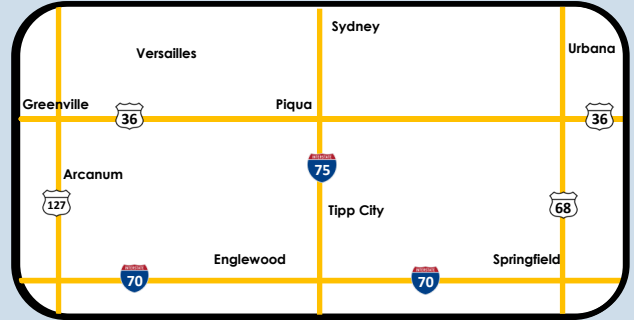 Sydney
Versailles
Urbana
Greenville
Piqua
36
36
INTERSTATE
75
Arcanum
127
Tipp City
68
Englewood
Springfield
INTERSTATE
70
INTERSTATE
70